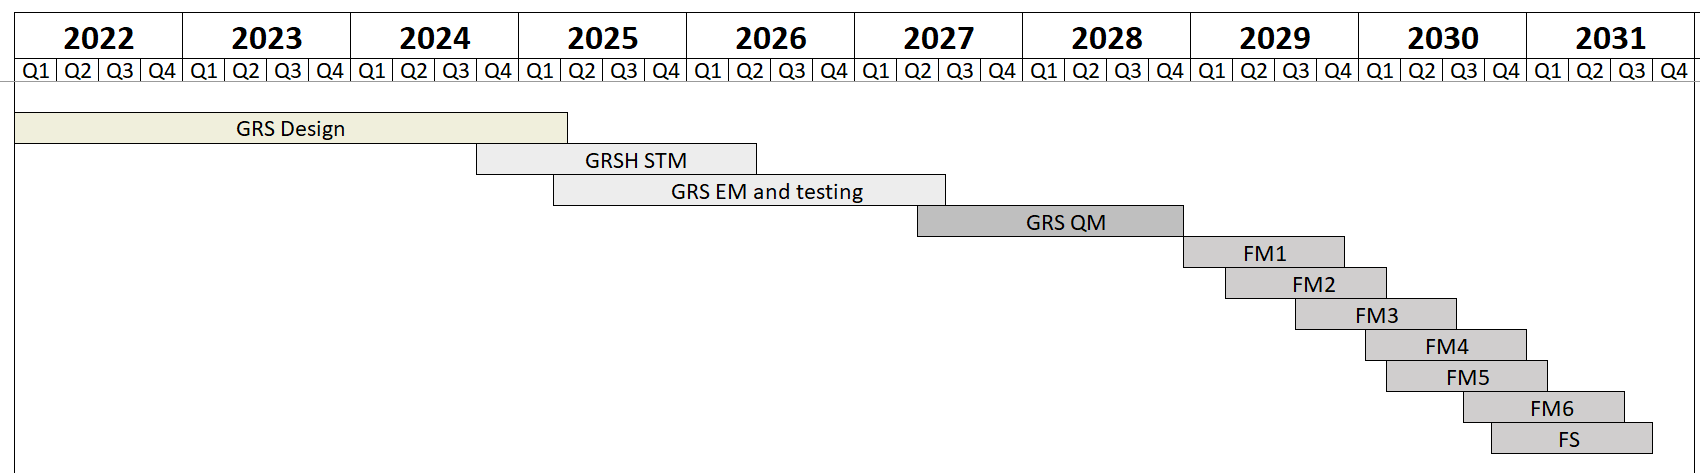 2022 2023 2024 2025 2026 2027 2028 2029 2030 2031
Q1 Q2 Q3 Q4 Q1 Q2 Q3 Q4 Q1 Q2 Q3 Q4 Q1 Q2 Q3 Q4 Q1 Q2 Q3 Q4 Q1 Q2 Q3 Q4 Q1 Q2 Q3 Q4 Q1 Q2 Q3 Q4 Q1 Q2 Q3 Q4 Q1 Q2 Q3 Q4
GRS Design
GRSH STM
GRS EM and testing
GRS QM
FM1
FM2
FM3
FM4
FM5
FM6
FS